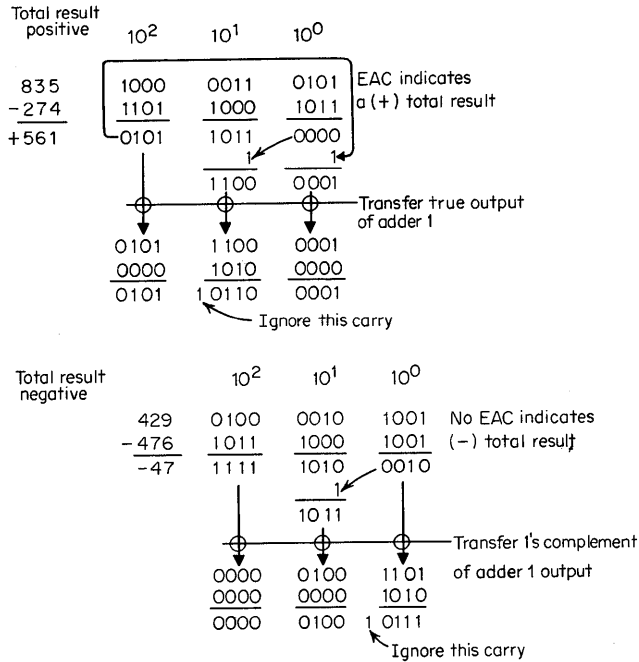 Total result
positive 10² 10¹ 10⁰
835 1000 0011 0101 EAC indicates
-274 1101 1000 1011 a (+) total result
+561 0101 1011 0000
1 1
1100 0001
Transfer true output
of adder 1
0101 1100 0001
0000 1010 0000
0101 1 0110 0001
Ignore this carry
Total result
negative 10² 10¹ 10⁰
429 0100 0010 1001 No EAC indicates
-476 1011 1000 1001 (-) total result
-47 1111 1010 0010
1
1011
Transfer 1's complement
0000 0100 1101 of adder 1 output
0000 0000 1010
0000 0100 1 0111
Ignore this carry